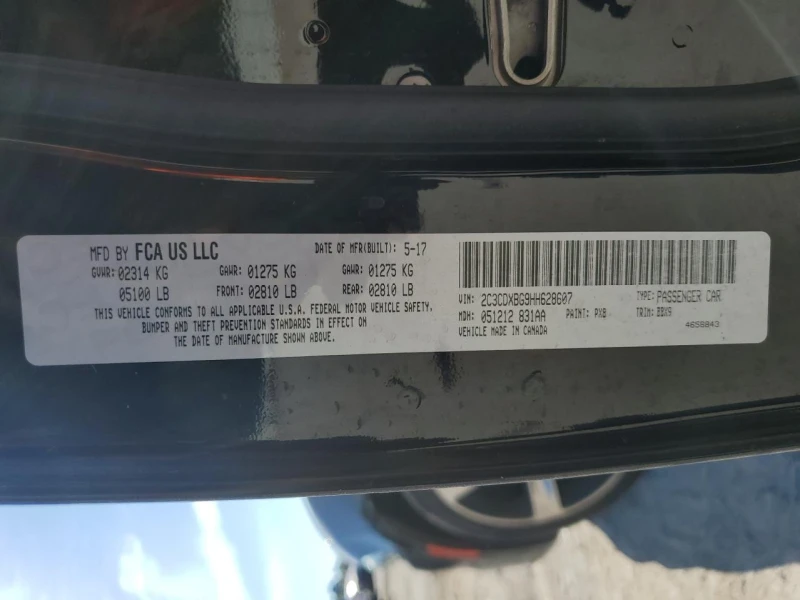 MFD BY FCA US LLC DATE OF MFR(BUILT): 5-17
GVWR: 02314 KG GAWR: 01275 KG GAWR: 01275 KG
05100 LB FRONT: 02810 LB REAR: 02810 LB
THIS VEHICLE CONFORMS TO ALL APPLICABLE U.S.A. FEDERAL MOTOR VEHICLE SAFETY,
BUMPER AND THEFT PREVENTION STANDARDS IN EFFECT ON
THE DATE OF MANUFACTURE SHOWN ABOVE.
VIN: 2C3CDXBG9HH628607 TYPE: PASSENGER CAR
MDH: 051212 831AA PAINT: PX8 TRIM: BBX9
VEHICLE MADE IN CANADA 4658843